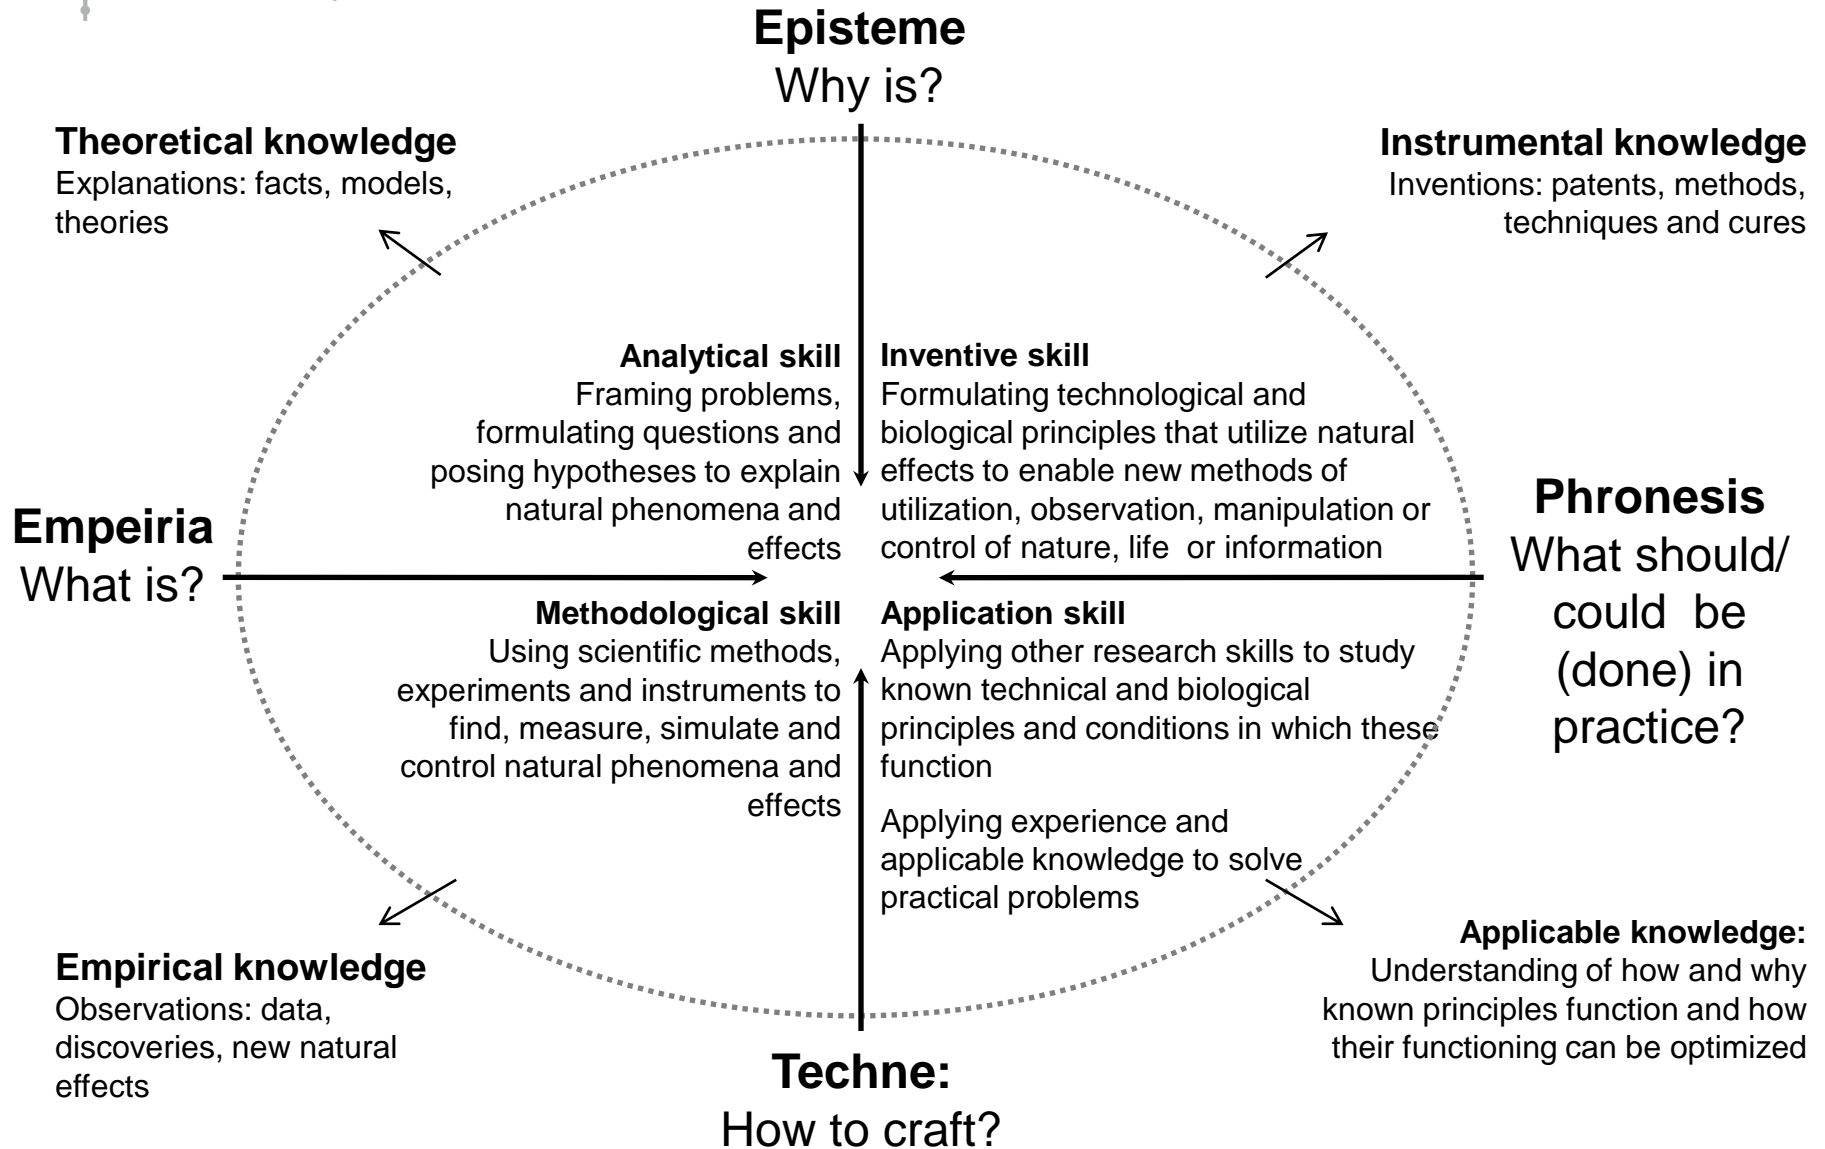 Episteme
Why is?
Theoretical knowledge
Explanations: facts, models,
theories
Instrumental knowledge
Inventions: patents, methods,
techniques and cures
Analytical skill
Framing problems,
formulating questions and
posing hypotheses to explain
natural phenomena and
effects
Inventive skill
Formulating technological and
biological principles that utilize natural
effects to enable new methods of
utilization, observation, manipulation or
control of nature, life  or information
Empeiria
What is?
Phronesis
What should/
could  be
(done) in
practice?
Methodological skill
Using scientific methods,
experiments and instruments to
find, measure, simulate and
control natural phenomena and
effects
Application skill
Applying other research skills to study
known technical and biological
principles and conditions in which these
function
Applying experience and
applicable knowledge to solve
practical problems
Empirical knowledge
Observations: data,
discoveries, new natural
effects
Applicable knowledge:
Understanding of how and why
known principles function and how
their functioning can be optimized
Techne:
How to craft?